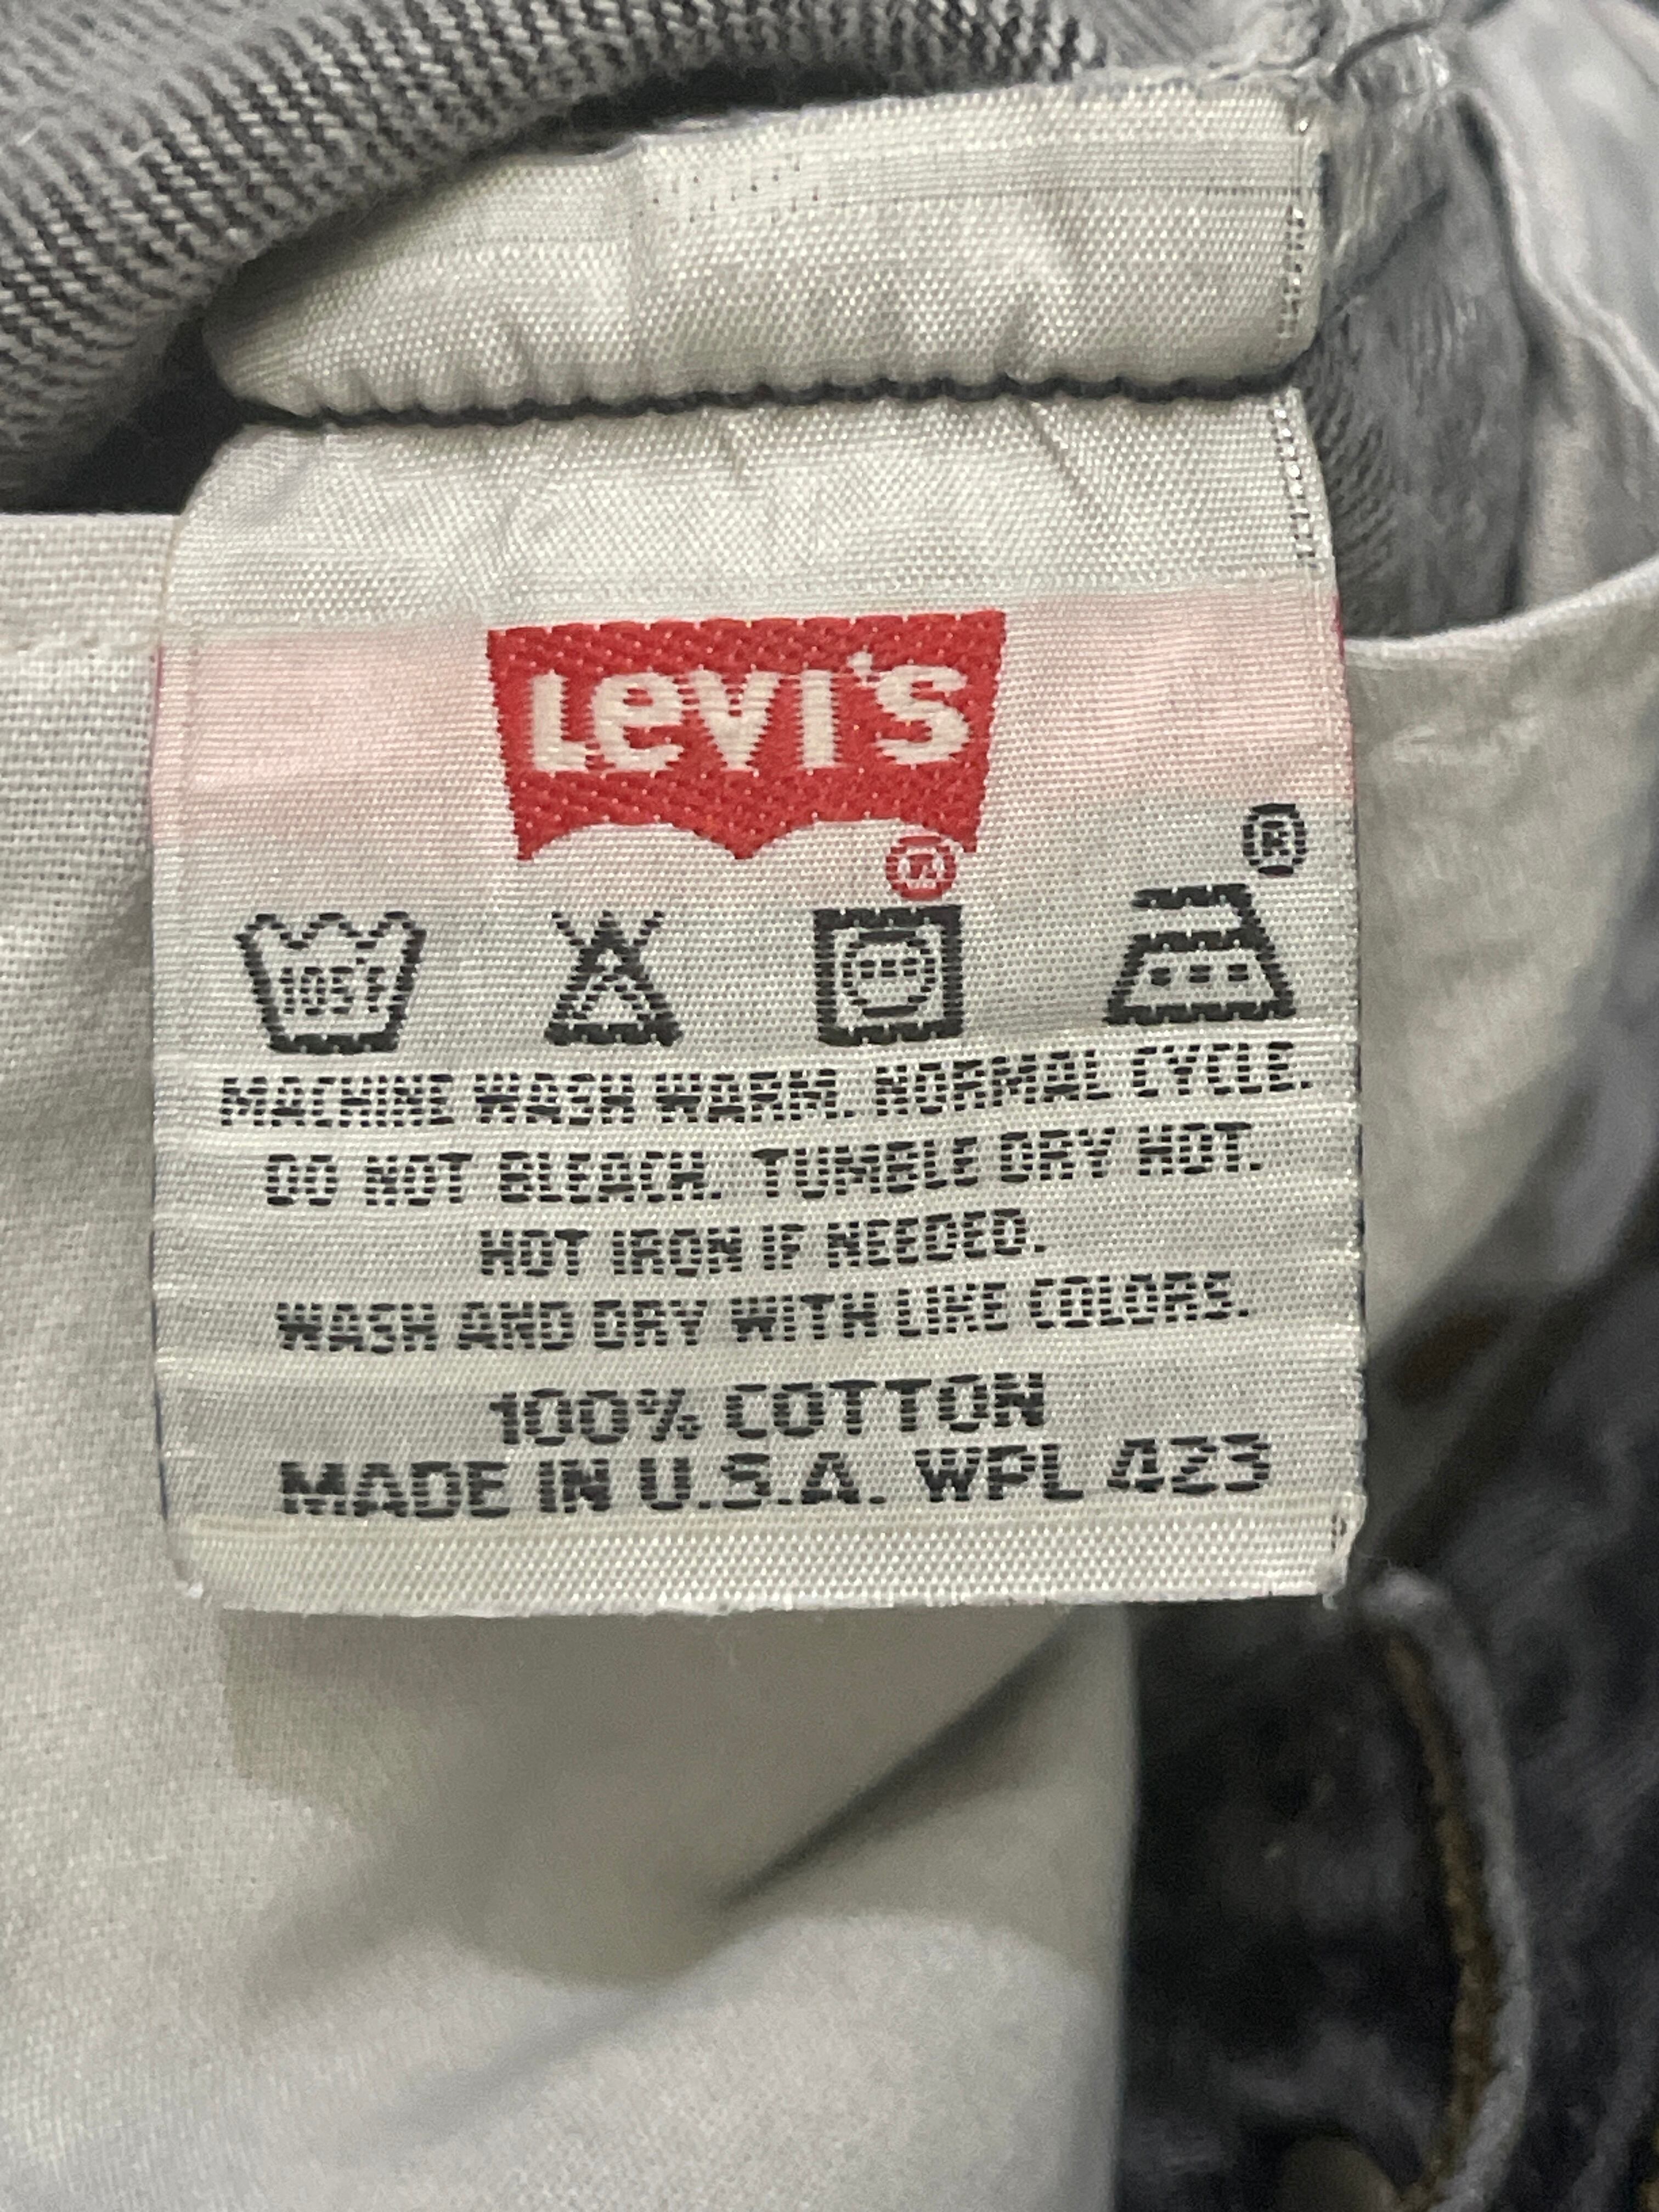 Levi's
®
®
105°F
MACHINE WASH WARM. NORMAL CYCLE.
DO NOT BLEACH. TUMBLE DRY HOT.
HOT IRON IF NEEDED.
WASH AND DRY WITH LIKE COLORS.
100% COTTON
MADE IN U.S.A. WPL 423